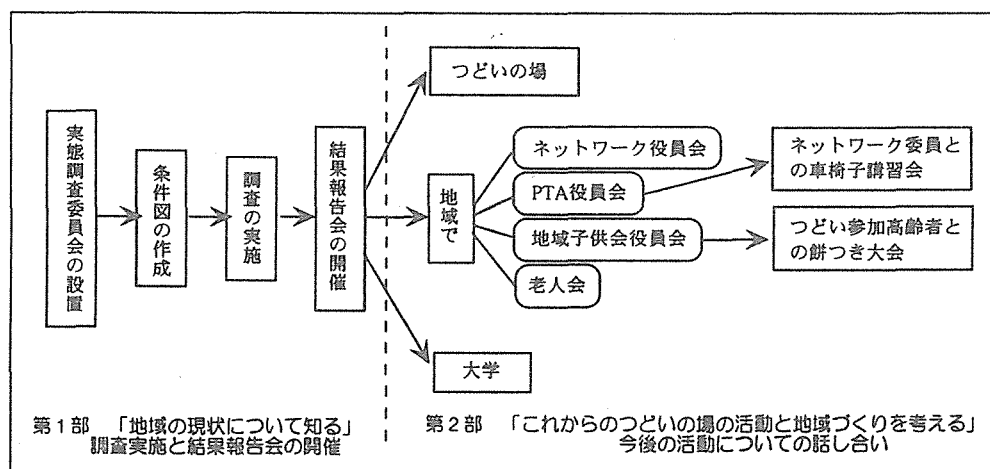 実態調査委員会の設置
条件図の作成
調査の実施
結果報告会の開催
つどいの場
地域で
大学
ネットワーク役員会
PTA役員会
地域子供会役員会
老人会
ネットワーク委員と
の車椅子講習会
つどい参加高齢者と
の餅つき大会
第1部 「地域の現状について知る」
調査実施と結果報告会の開催
第2部 「これからのつどいの場の活動と地域づくりを考える」
今後の活動についての話し合い